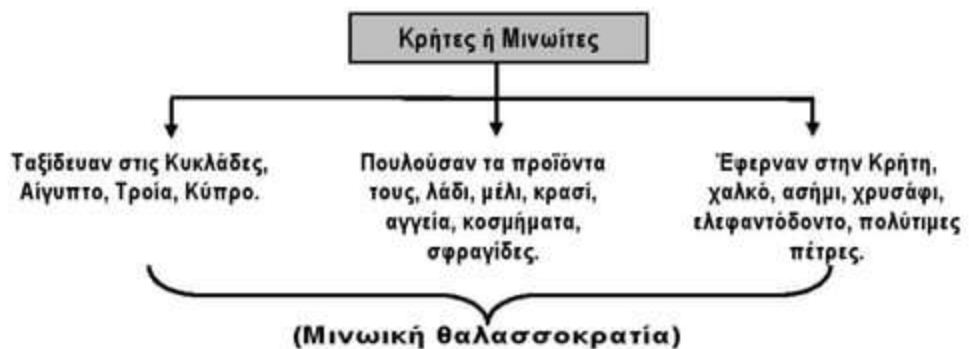 Κρήτες ή Μινωίτες
Ταξίδευαν στις Κυκλάδες,
Αίγυπτο, Τροία, Κύπρο.
Πουλούσαν τα προϊόντα
τους, λάδι, μέλι, κρασί,
αγγεία, κοσμήματα,
σφραγίδες.
Έφερναν στην Κρήτη,
χαλκό, ασήμι, χρυσάφι,
ελεφαντόδοντο, πολύτιμες
πέτρες.
(Μινωική θαλασσοκρατία)